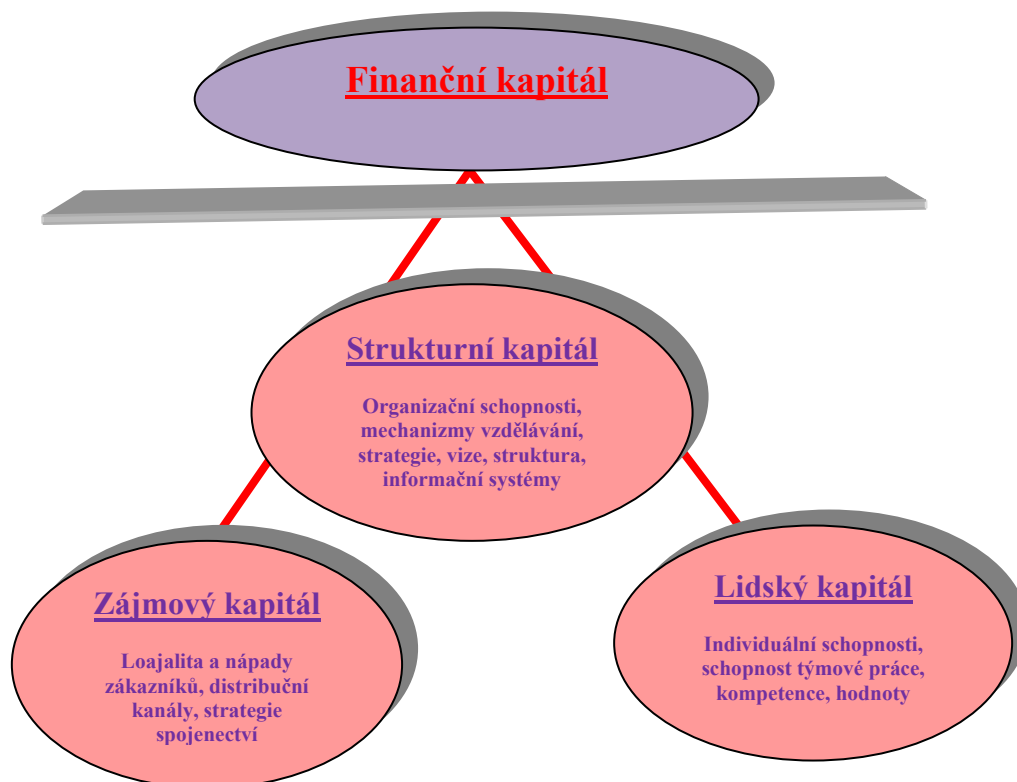 Finanční kapitál
Strukturní kapitál
Organizační schopnosti,
mechanizmy vzdělávání,
strategie, vize, struktura,
informační systémy
Zájmový kapitál
Loajalita a nápady
zákazníků, distribuční
kanály, strategie
spojenectví
Lidský kapitál
Individuální schopnosti,
schopnost týmové práce,
kompetence, hodnoty